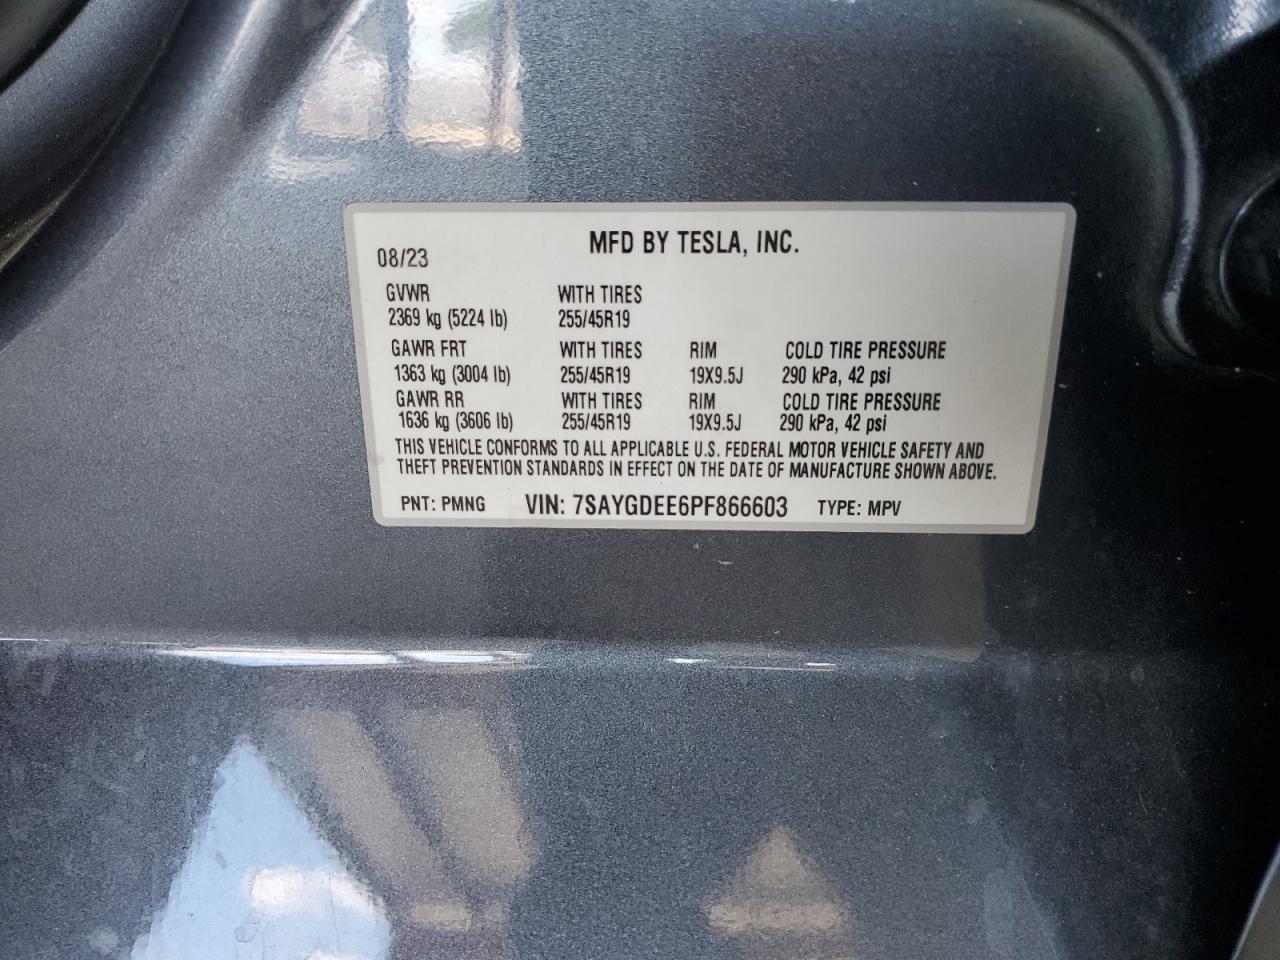 MFD BY TESLA, INC.
08/23
GVWR WITH TIRES
2369 kg (5224 lb) 255/45R19
GAWR FRT WITH TIRES RIM COLD TIRE PRESSURE
1363 kg (3004 lb) 255/45R19 19X9.5J 290 kPa, 42 psi
GAWR RR WITH TIRES RIM COLD TIRE PRESSURE
1636 kg (3606 lb) 255/45R19 19X9.5J 290 kPa, 42 psi
THIS VEHICLE CONFORMS TO ALL APPLICABLE U.S. FEDERAL MOTOR VEHICLE SAFETY AND
THEFT PREVENTION STANDARDS IN EFFECT ON THE DATE OF MANUFACTURE SHOWN ABOVE.
PNT: PMNG VIN: 7SAYGDEE6PF866603 TYPE: MPV